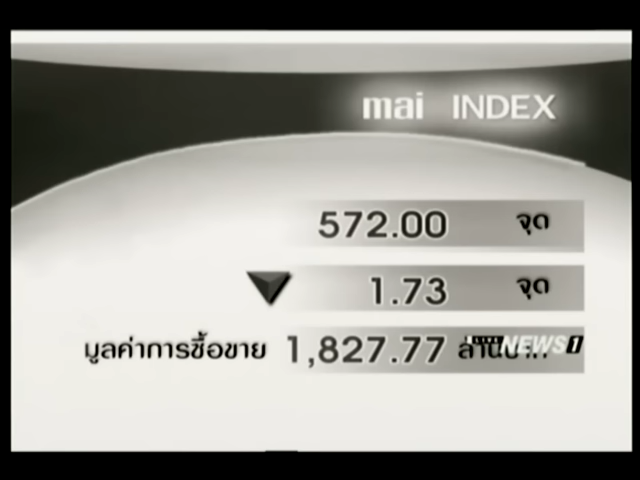 mai INDEX
572.00 จุด
1.73 จุด
มูลค่าการซื้อขาย 1,827.77
NEWS1